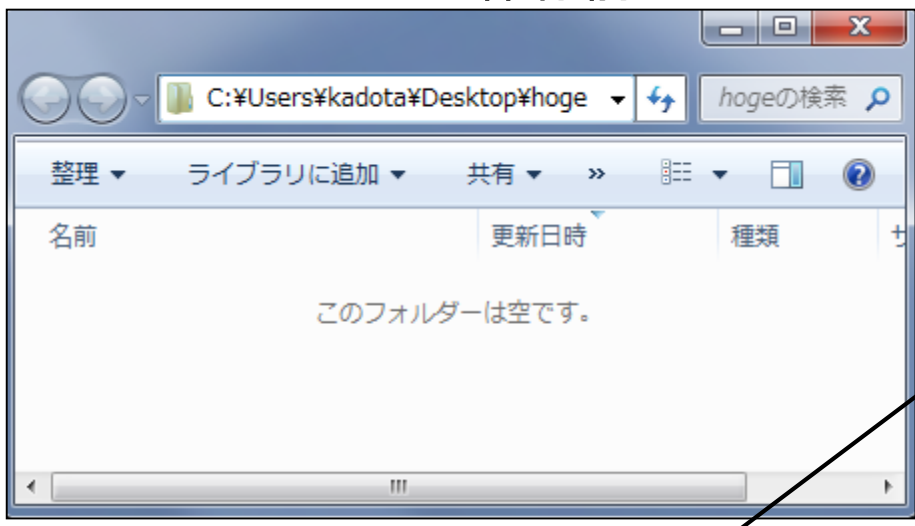 C:¥Users¥kadota¥Desktop¥hoge hogeの検索
整理 ライブラリに追加 共有 »
名前 更新日時 種類 サ
このフォルダーは空です。